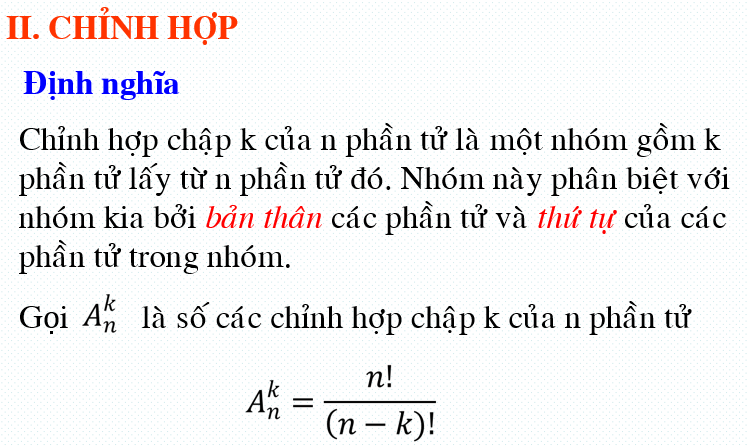 II. CHỈNH HỢP
Định nghĩa
Chỉnh hợp chập k của n phần tử là một nhóm gồm k
phần tử lấy từ n phần tử đó. Nhóm này phân biệt với
nhóm kia bởi bản thân các phần tử và thứ tự của các
phần tử trong nhóm.
Gọi $A_n^k$ là số các chỉnh hợp chập k của n phần tử
$A_n^k = \frac{n!}{(n-k)!}$